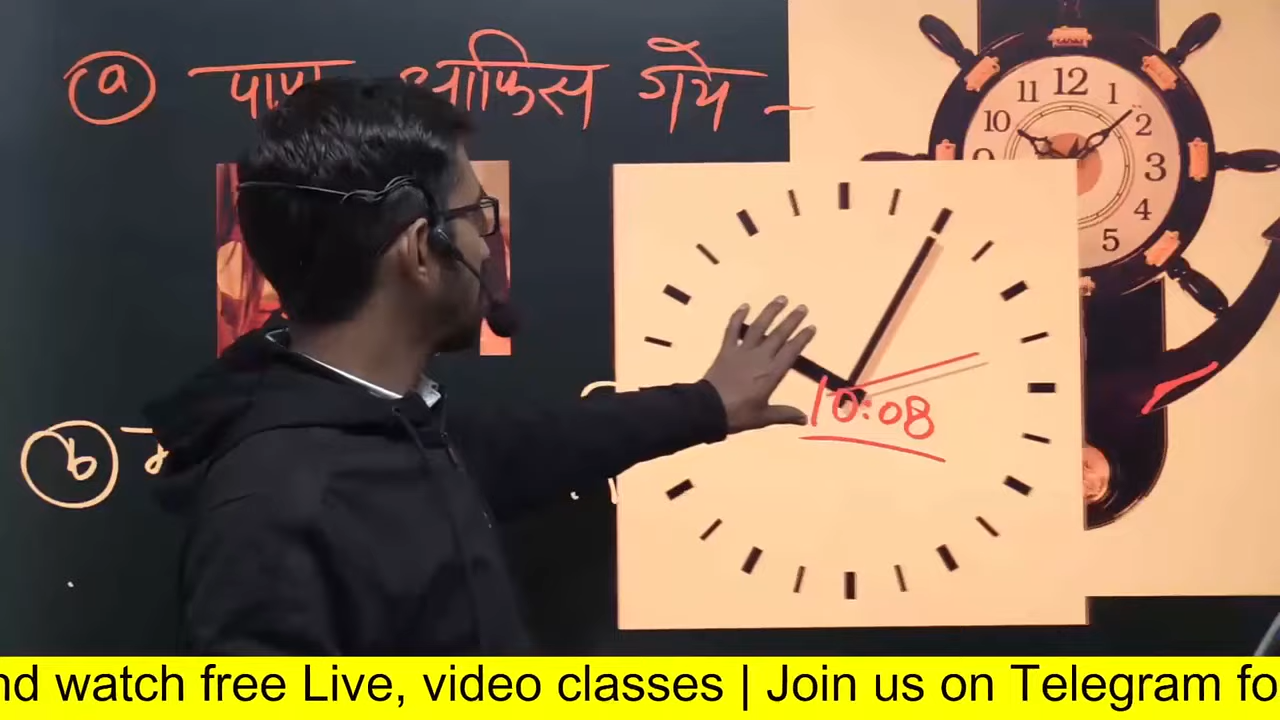 a
ऑफिस गये -
12
11 1
10 2
3
4
5
10:08
b
nd watch free Live, video classes | Join us on Telegram fo